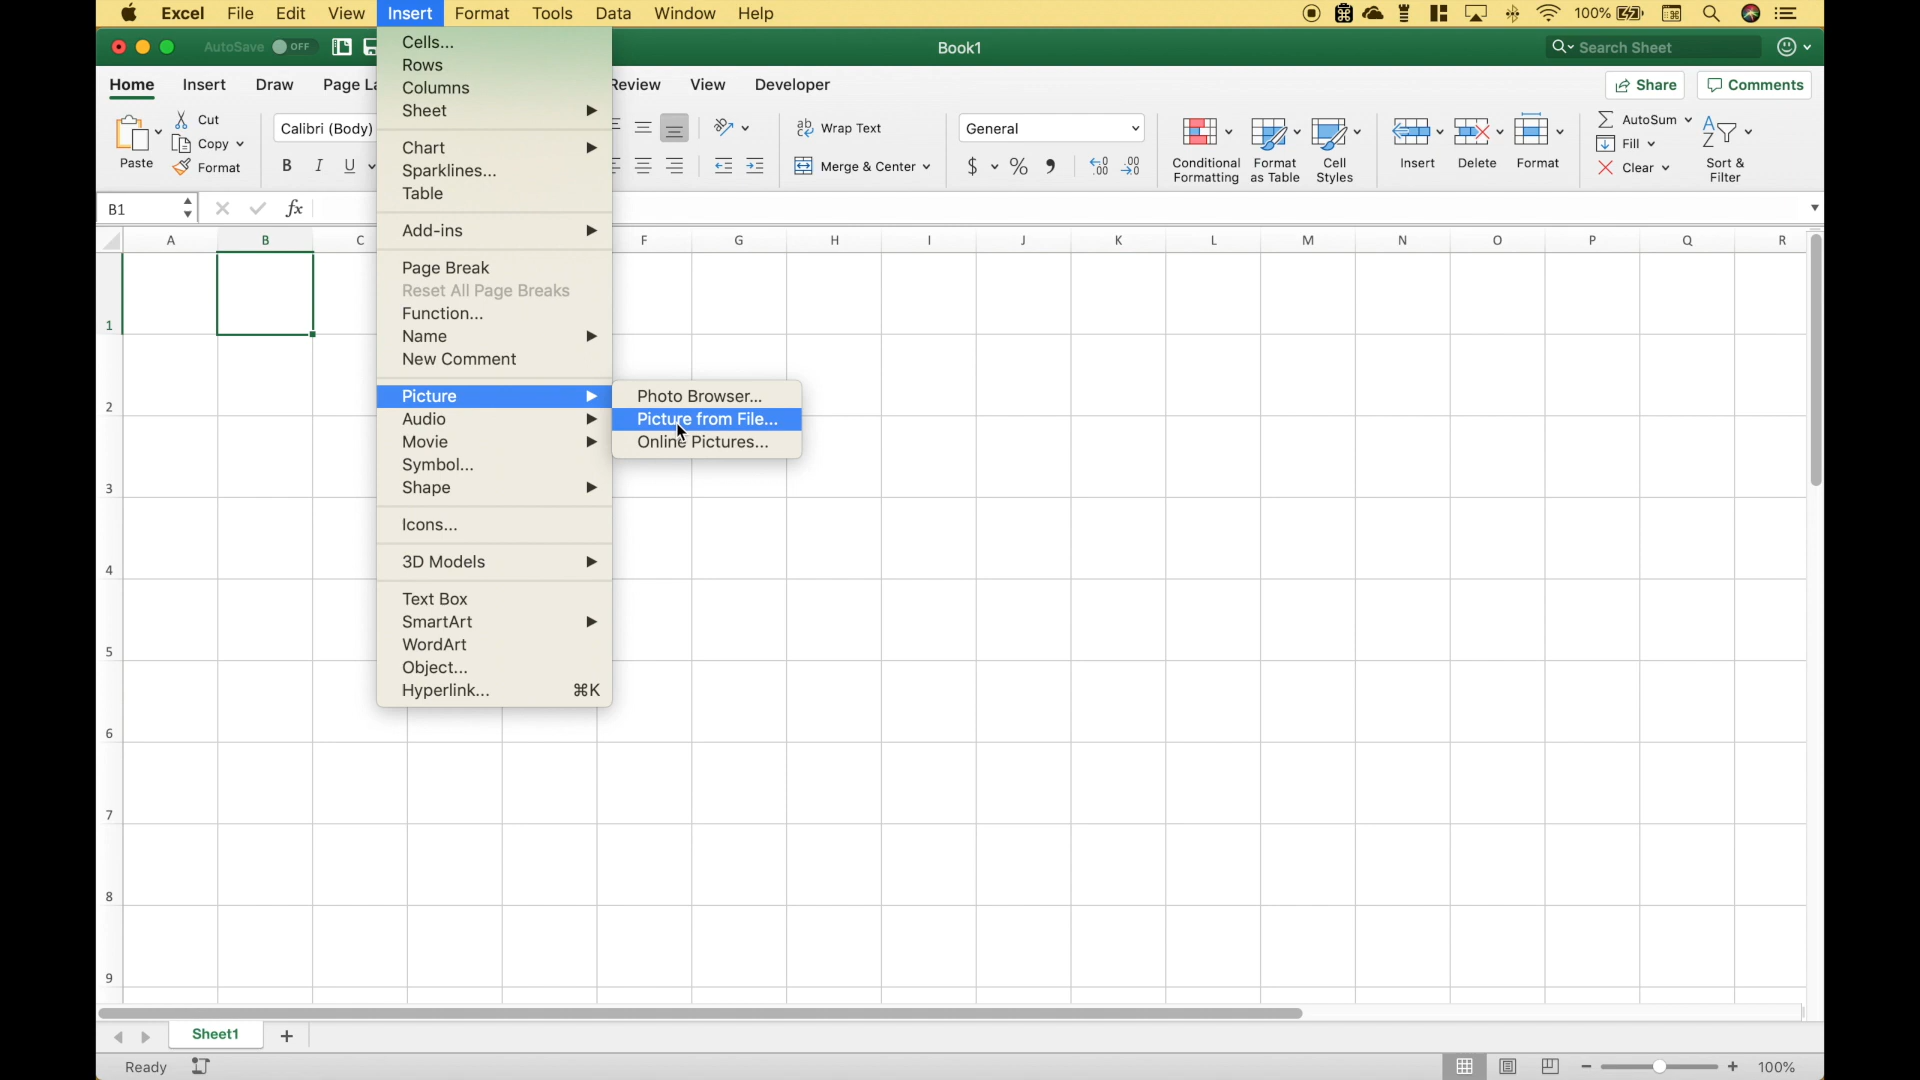 Excel File Edit View Insert Format Tools Data Window Help 100%
AutoSave OFF Book1 Search Sheet
Home Insert Draw Page La Review View Developer Share Comments
Paste Cut Copy Format
Calibri (Body)
B I U
Wrap Text
Merge & Center
General
$ % ,
Conditional Formatting
Format as Table
Cell Styles
Insert Delete Format
AutoSum
Fill
Clear
Sort & Filter
B1 fx
A B C F G H I J K L M N O P Q R
1
2
3
4
5
6
7
8
9
Cells...
Rows
Columns
Sheet
Chart
Sparklines...
Table
Add-ins
Page Break
Reset All Page Breaks
Function...
Name
New Comment
Picture
Audio
Movie
Symbol...
Shape
Icons...
3D Models
Text Box
SmartArt
WordArt
Object...
Hyperlink... ⌘K
Photo Browser...
Picture from File...
Online Pictures...
Sheet1 +
Ready 100%